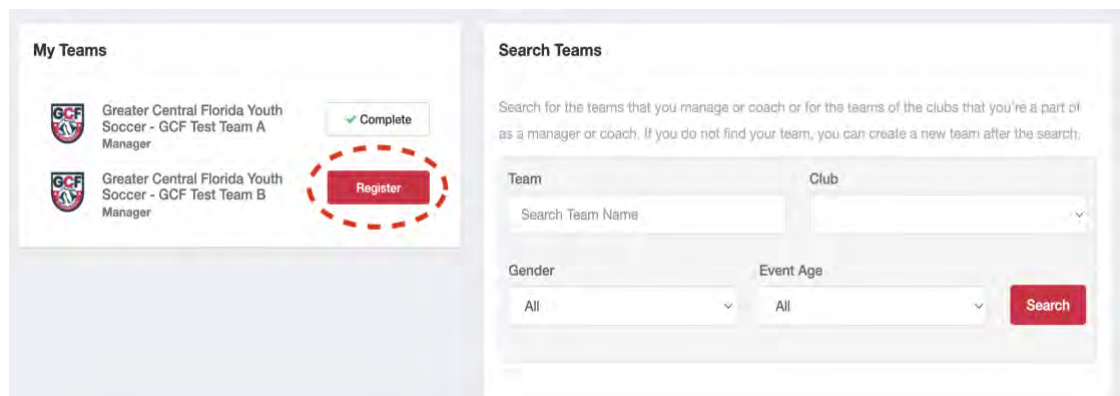 My Teams
GCF
Greater Central Florida Youth
Soccer - GCF Test Team A
Manager
Complete
GCF
Greater Central Florida Youth
Soccer - GCF Test Team B
Manager
Register
Search Teams
Search for the teams that you manage or coach or for the teams of the clubs that you're a part of
as a manager or coach. If you do not find your team, you can create a new team after the search.
Team
Club
Search Team Name
Gender
Event Age
All
All
Search